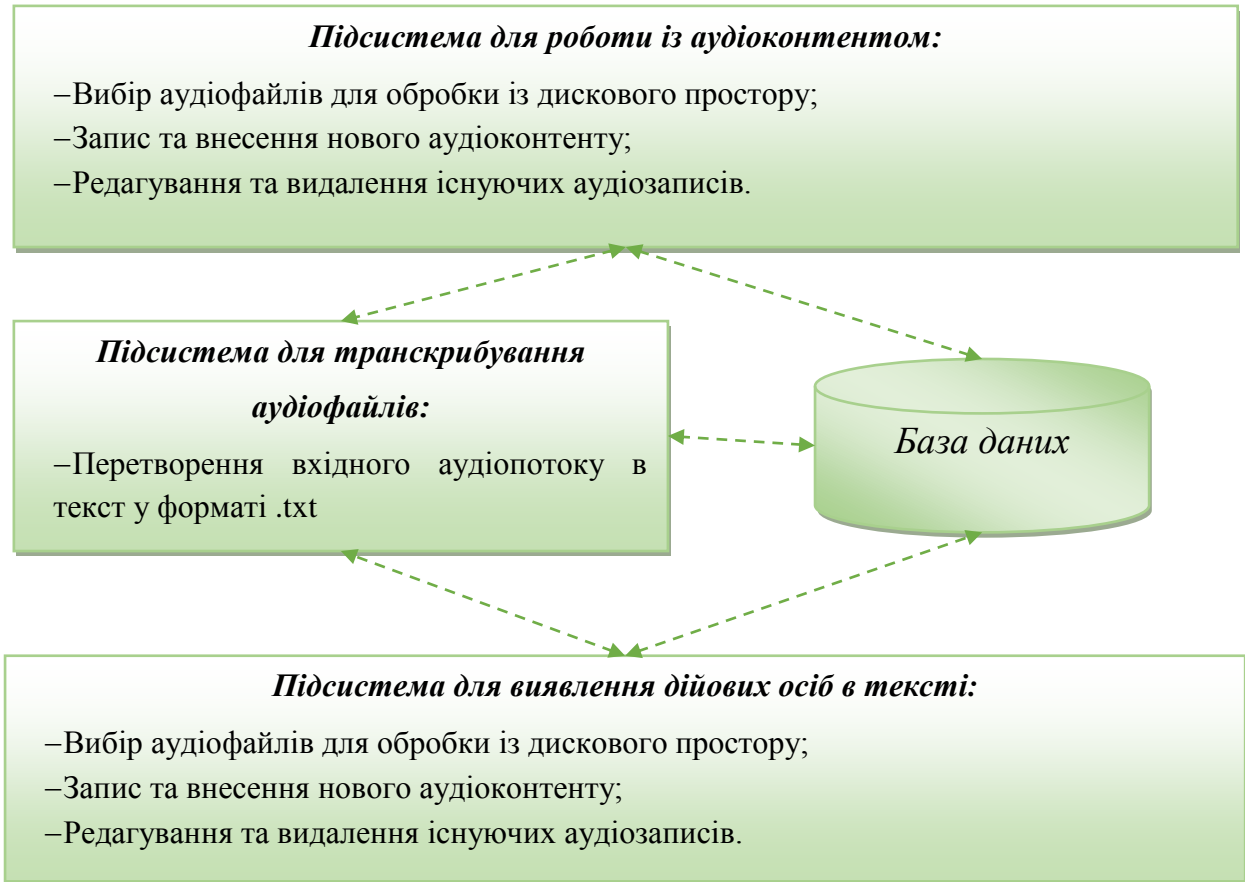 Підсистема для роботи із аудіоконтентом:
–Вибір аудіофайлів для обробки із дискового простору;
–Запис та внесення нового аудіоконтенту;
–Редагування та видалення існуючих аудіозаписів.
Підсистема для транскрибування
аудіофайлів:
–Перетворення вхідного аудіопотоку в
текст у форматі .txt
База даних
Підсистема для виявлення дійових осіб в тексті:
–Вибір аудіофайлів для обробки із дискового простору;
–Запис та внесення нового аудіоконтенту;
–Редагування та видалення існуючих аудіозаписів.